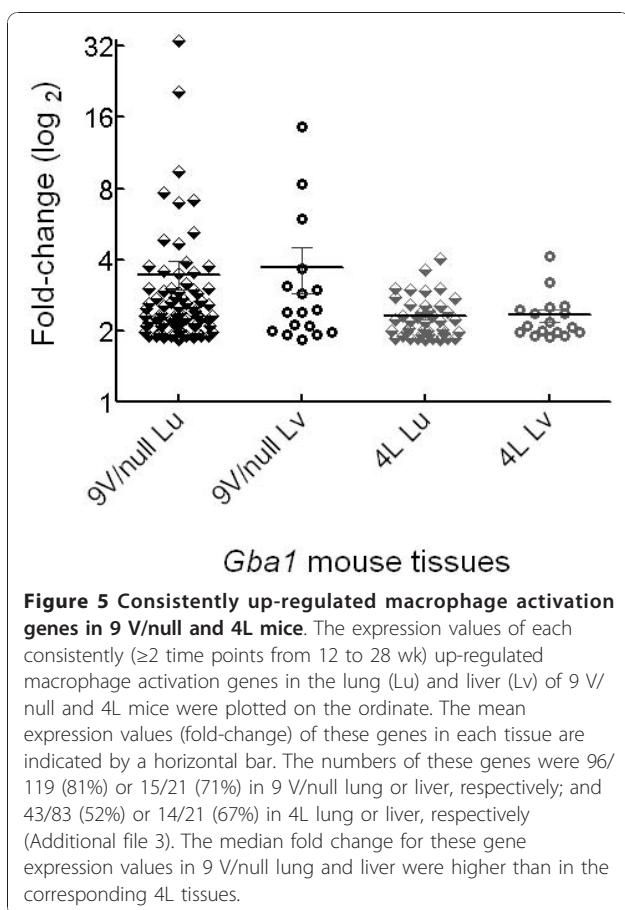 32
16
8
4
2
1
Fold-change (log 2)
9V/null Lu
9V/null Lv
4L Lu
4L Lv
Gba1 mouse tissues
Figure 5 Consistently up-regulated macrophage activation
genes in 9 V/null and 4L mice. The expression values of each
consistently (≥2 time points from 12 to 28 wk) up-regulated
macrophage activation genes in the lung (Lu) and liver (Lv) of 9 V/
null and 4L mice were plotted on the ordinate. The mean
expression values (fold-change) of these genes in each tissue are
indicated by a horizontal bar. The numbers of these genes were 96/
119 (81%) or 15/21 (71%) in 9 V/null lung or liver, respectively; and
43/83 (52%) or 14/21 (67%) in 4L lung or liver, respectively
(Additional file 3). The median fold change for these gene
expression values in 9 V/null lung and liver were higher than in the
corresponding 4L tissues.